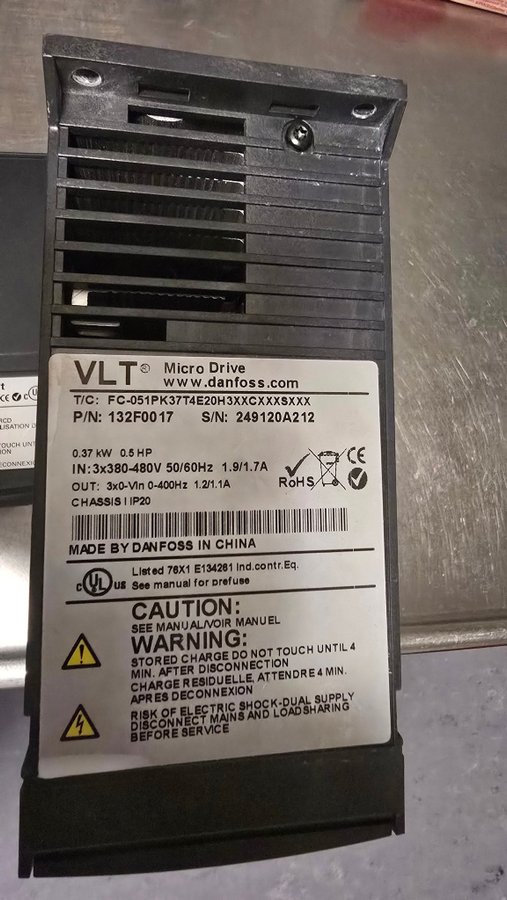 VLT® Micro Drive
www.danfoss.com
T/C: FC-051PK37T4E20H3XXCXXXSXXX
P/N: 132F0017 S/N: 249120A212
0.37 kW 0.5 HP
IN: 3x380-480V 50/60Hz 1.9/1.7A
OUT: 3x0-Vin 0-400Hz 1.2/1.1A
CHASSIS I IP20
RoHS CE
MADE BY DANFOSS IN CHINA
c UL us Listed 76X1 E134261 Ind.contr.Eq.
See manual for prefuse
CAUTION:
SEE MANUAL/VOIR MANUEL
WARNING:
STORED CHARGE DO NOT TOUCH UNTIL 4
MIN. AFTER DISCONNECTION
CHARGE RESIDUELLE, ATTENDRE 4 MIN.
APRES DECONNEXION
RISK OF ELECTRIC SHOCK-DUAL SUPPLY
DISCONNECT MAINS AND LOADSHARING
BEFORE SERVICE